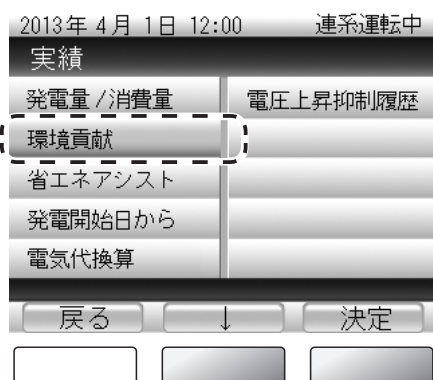 2013年 4月 1日 12:00 連系運転中
実績
発電量/消費量 電圧上昇抑制履歴
環境貢献
省エネアシスト
発電開始日から
電気代換算
戻る ↓ 決定